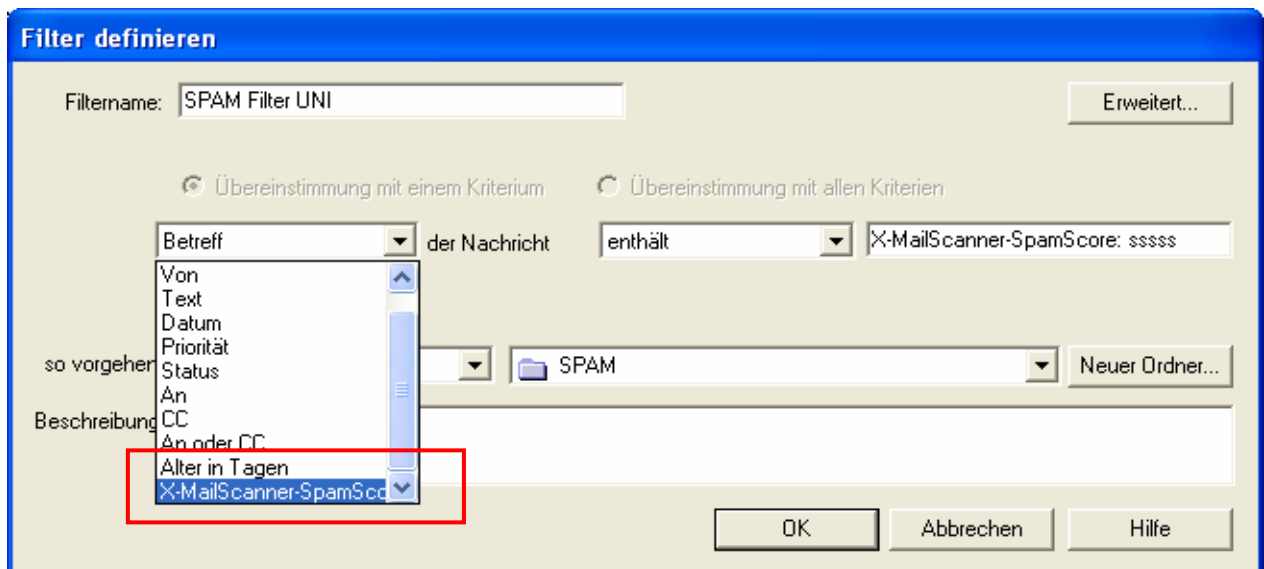 Filter definieren
Filtername: SPAM Filter UNI Erweitert...
Übereinstimmung mit einem Kriterium Übereinstimmung mit allen Kriterien
Betreff der Nachricht enthält X-MailScanner-SpamScore: sssss
Von
Text
Datum
Priorität
so vorgehen SPAM Neuer Ordner...
Status
An
Beschreibung
CC
An oder CC
Alter in Tagen
X-MailScanner-SpamSco
OK Abbrechen Hilfe